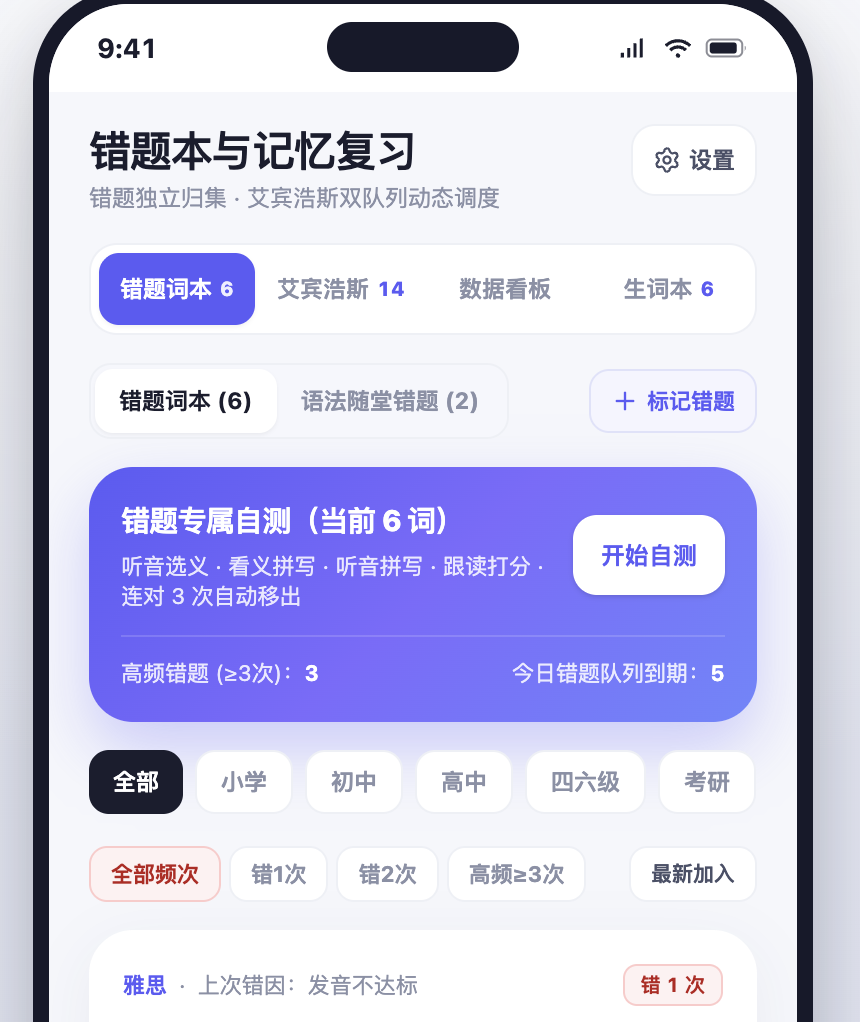 9:41
错题本与记忆复习
设置
错题独立归集 · 艾宾浩斯双队列动态调度
错题词本 6 艾宾浩斯 14 数据看板 生词本 6
错题词本 (6) 语法随堂错题 (2) + 标记错题
错题专属自测（当前 6 词）
听音选义 · 看义拼写 · 听音拼写 · 跟读打分 ·
连对 3 次自动移出
开始自测
高频错题 (≥3次)：3 今日错题队列到期：5
全部 小学 初中 高中 四六级 考研
全部频次 错1次 错2次 高频≥3次 最新加入
雅思 · 上次错因：发音不达标 错 1 次